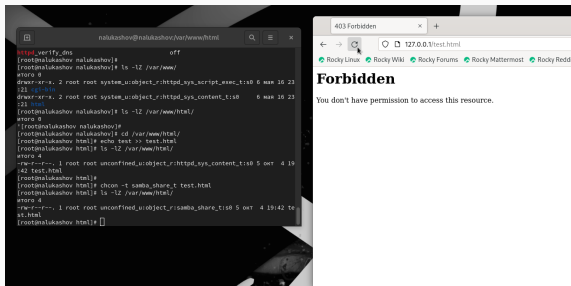 nalukashov@nalukashov:/var/www/html
httpd_verify_dns off
[root@nalukashov nalukashov]#
[root@nalukashov nalukashov]# ls -lZ /var/www/
итого 0
drwxr-xr-x. 2 root root system_u:object_r:httpd_sys_script_exec_t:s0 6 мая 16 23
:21 cgi-bin
drwxr-xr-x. 2 root root system_u:object_r:httpd_sys_content_t:s0 6 мая 16 23
:21 html
[root@nalukashov nalukashov]# ls -lZ /var/www/html/
итого 0
[root@nalukashov nalukashov]#
[root@nalukashov nalukashov]# cd /var/www/html/
[root@nalukashov html]# echo test >> test.html
[root@nalukashov html]# ls -lZ /var/www/html/
итого 4
-rw-r--r--. 1 root root unconfined_u:object_r:httpd_sys_content_t:s0 5 окт 4 19
:42 test.html
[root@nalukashov html]# chcon -t samba_share_t test.html
[root@nalukashov html]# ls -lZ /var/www/html/
итого 4
-rw-r--r--. 1 root root unconfined_u:object_r:samba_share_t:s0 5 окт 4 19:42 te
st.html
[root@nalukashov html]#
403 Forbidden
127.0.0.1/test.html
Rocky Linux Rocky Wiki Rocky Forums Rocky Mattermost Rocky Redd
Forbidden
You don't have permission to access this resource.